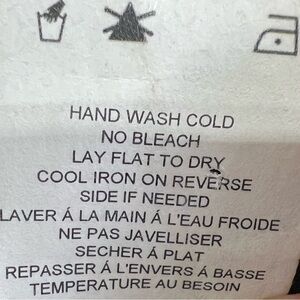 HAND WASH COLD
NO BLEACH
LAY FLAT TO DRY
COOL IRON ON REVERSE
SIDE IF NEEDED
LAVER Á LA MAIN Á L'EAU FROIDE
NE PAS JAVELLISER
SECHER Á PLAT
REPASSER Á L'ENVERS Á BASSE
TEMPERATURE AU BESOIN